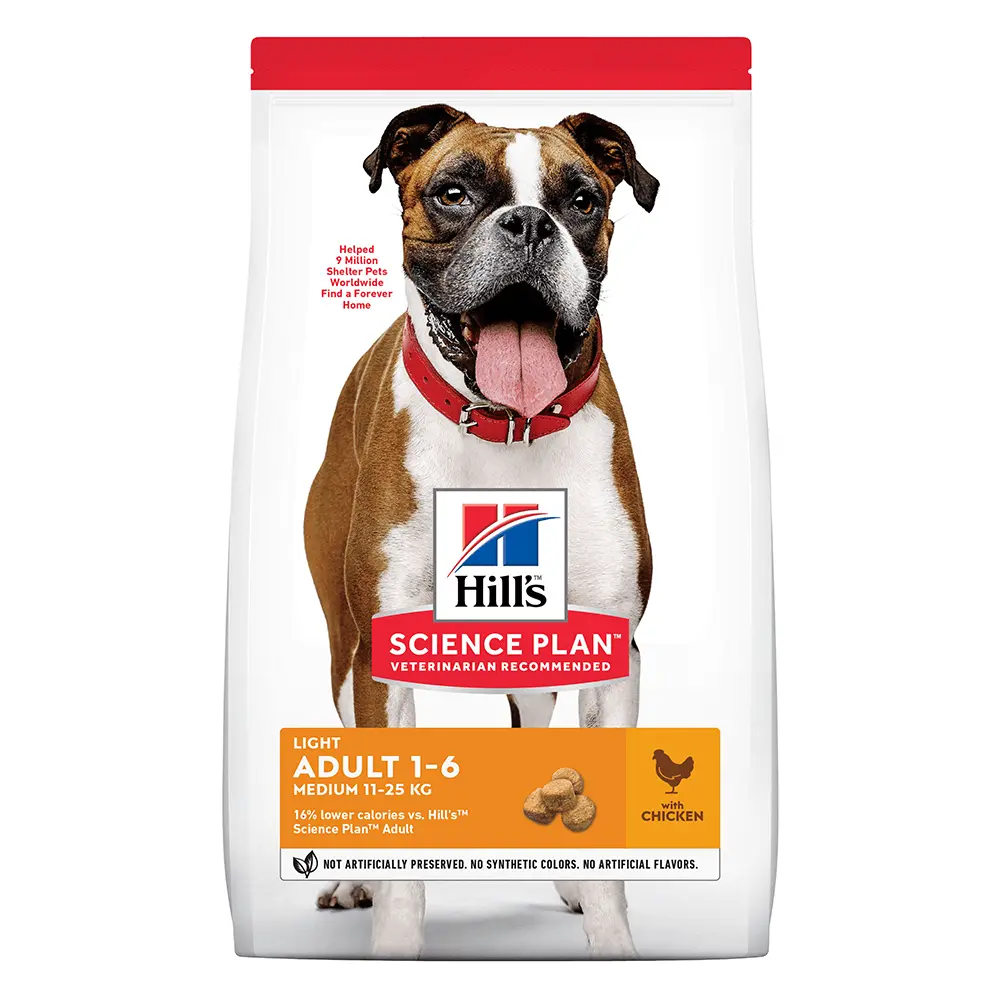 Helped
9 Million
Shelter Pets
Worldwide
Find a Forever
Home
Hill's™
SCIENCE PLAN™
VETERINARIAN RECOMMENDED
LIGHT
ADULT 1-6
MEDIUM 11-25 KG
16% lower calories vs. Hill's™
Science Plan™ Adult
with
CHICKEN
NOT ARTIFICIALLY PRESERVED. NO SYNTHETIC COLORS. NO ARTIFICIAL FLAVORS.